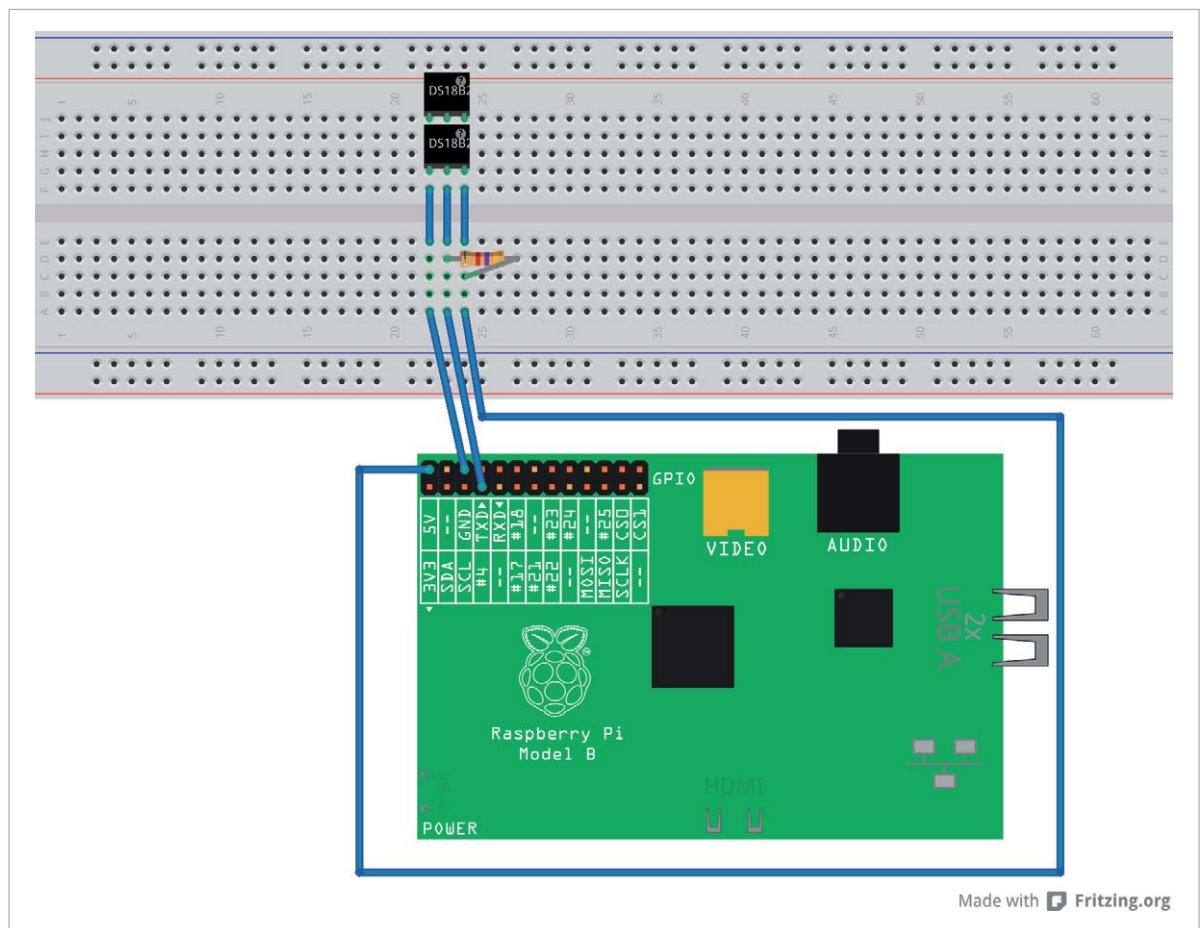 1 5 10 15 20 25 30 35 40 45 50 55 60
DS18B2
DS18B2
J J
I I
H H
G G
F F
E E
D D
C C
B B
A A
1 5 10 15 20 25 30 35 40 45 50 55 60
GPIO
5V -- GND TXD RXD #18 -- #23 #24 -- #25 CS0 CS1
3V3 SDA SCL #4 -- #17 #21 #22 -- MOSI MISO SCLK --
VIDEO
AUDIO
2x
USB A
®
Raspberry Pi
Model B
HDMI
POWER
Made with Fritzing.org